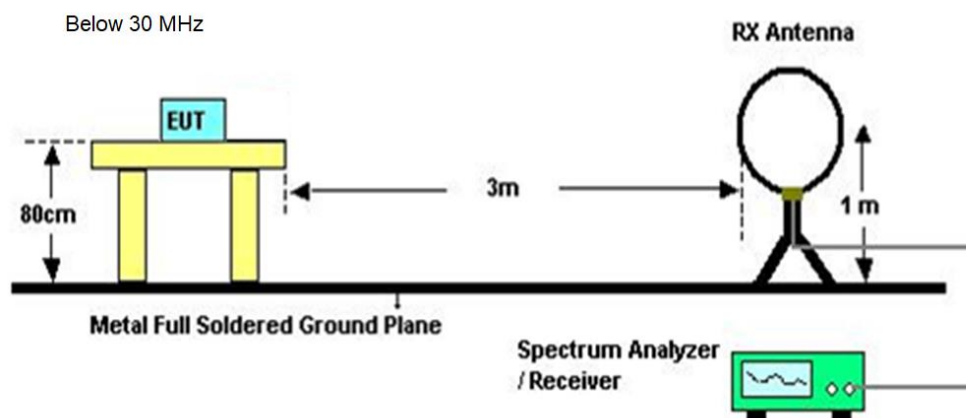 Below 30 MHz
RX Antenna
EUT
3m
80cm
1 m
Metal Full Soldered Ground Plane
Spectrum Analyzer
/ Receiver